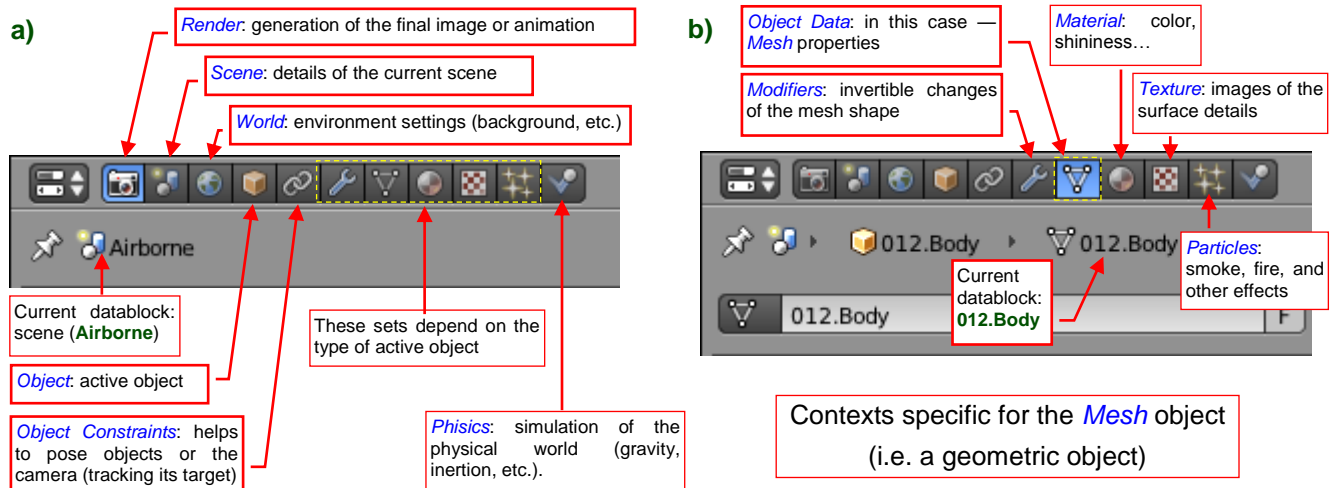 a)
Render: generation of the final image or animation
Scene: details of the current scene
World: environment settings (background, etc.)
Airborne
Current datablock:
scene (Airborne)
These sets depend on the
type of active object
Object: active object
Object Constraints: helps
to pose objects or the
camera (tracking its target)
Phisics: simulation of the
physical world (gravity,
inertion, etc.).
b)
Object Data: in this case —
Mesh properties
Material: color,
shininess…
Modifiers: invertible changes
of the mesh shape
Texture: images of the
surface details
012.Body
012.Body
Particles:
smoke, fire, and
other effects
Current
datablock:
012.Body
012.Body
F
Contexts specific for the Mesh object
(i.e. a geometric object)